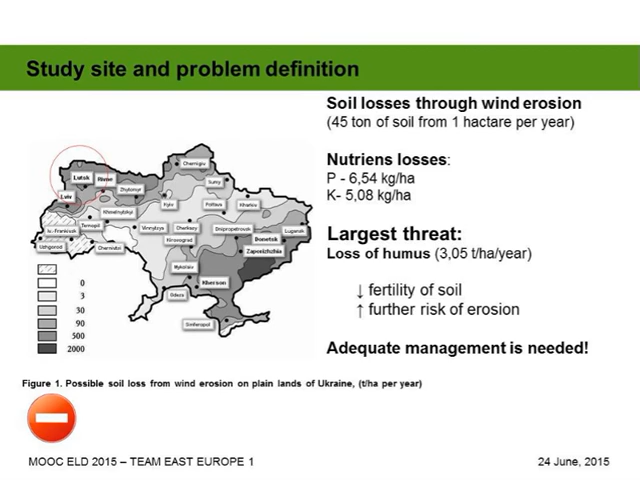 Study site and problem definition
Soil losses through wind erosion
(45 ton of soil from 1 hactare per year)
Nutriens losses:
P - 6,54 kg/ha
K- 5,08 kg/ha
Largest threat:
Loss of humus (3,05 t/ha/year)
↓ fertility of soil
↑ further risk of erosion
Adequate management is needed!
Chernigiv
Lutsk
Rivne
Zhytomyr
Sumy
Lviv
Kyiv
Poltava
Kharkiv
Khmelnytskyi
Ternopil
Iv.-Frankivsk
Vinnytsya
Cherkasy
Dnipropetrovsk
Lugansk
Uzhgorod
Chernivtsi
Kirovograd
Donetsk
Zaporizhzhia
Mykolaiv
Kherson
Odesa
Simferopol
0
3
30
90
500
2000
Figure 1. Possible soil loss from wind erosion on plain lands of Ukraine, (t/ha per year)
MOOC ELD 2015 – TEAM EAST EUROPE 1
24 June, 2015